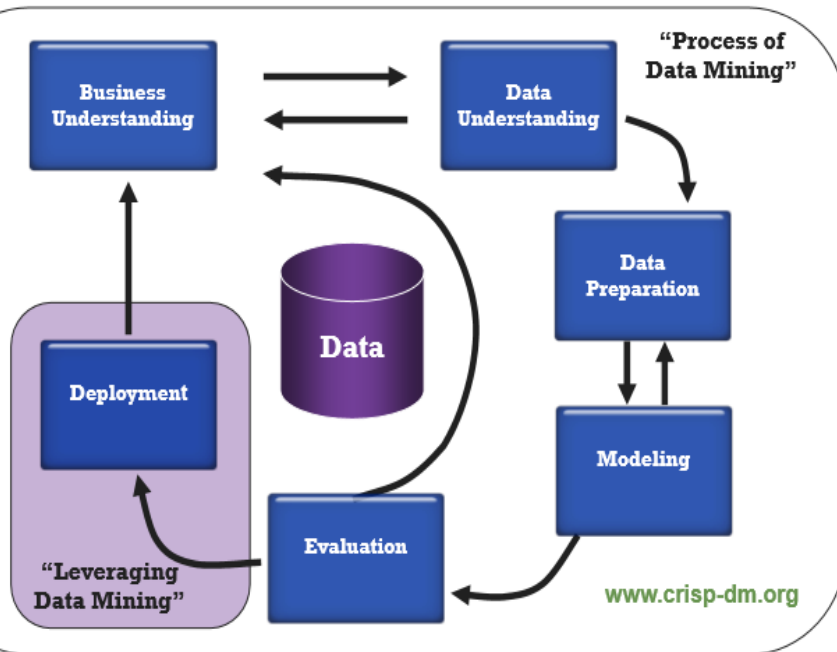 Business
Understanding
Data
Understanding
“Process of
Data Mining”
Data
Preparation
Data
Deployment
Modeling
Evaluation
“Leveraging
Data Mining”
www.crisp-dm.org